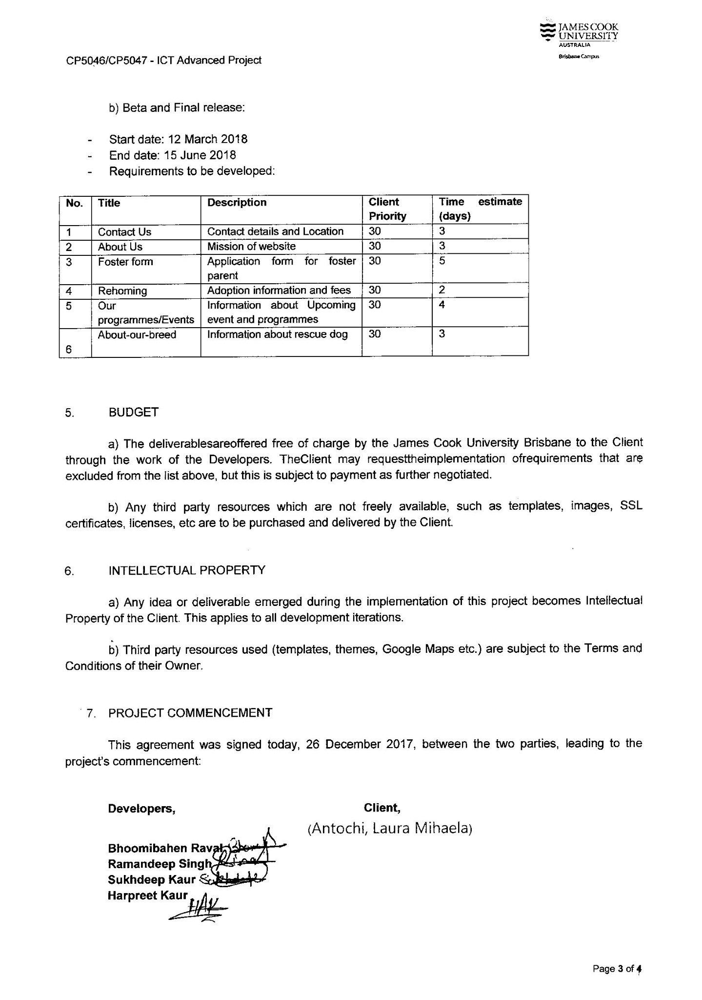 JAMES COOK
UNIVERSITY
AUSTRALIA
Brisbane Campus
CP5046/CP5047 - ICT Advanced Project
b) Beta and Final release:
- Start date: 12 March 2018
- End date: 15 June 2018
- Requirements to be developed:
No. Title Description Client Priority Time estimate (days)
1 Contact Us Contact details and Location 30 3
2 About Us Mission of website 30 3
3 Foster form Application form for foster parent 30 5
4 Rehoming Adoption information and fees 30 2
5 Our programmes/Events Information about Upcoming event and programmes 30 4
6 About-our-breed Information about rescue dog 30 3
5. BUDGET
a) The deliverablesareoffered free of charge by the James Cook University Brisbane to the Client
through the work of the Developers. TheClient may requesttheimplementation ofrequirements that are
excluded from the list above, but this is subject to payment as further negotiated.
b) Any third party resources which are not freely available, such as templates, images, SSL
certificates, licenses, etc are to be purchased and delivered by the Client.
6. INTELLECTUAL PROPERTY
a) Any idea or deliverable emerged during the implementation of this project becomes Intellectual
Property of the Client. This applies to all development iterations.
b) Third party resources used (templates, themes, Google Maps etc.) are subject to the Terms and
Conditions of their Owner.
7. PROJECT COMMENCEMENT
This agreement was signed today, 26 December 2017, between the two parties, leading to the
project's commencement:
Developers, Client,
(Antochi, Laura Mihaela)
Bhoomibahen Raval
Ramandeep Singh
Sukhdeep Kaur
Harpreet Kaur
Page 3 of 4